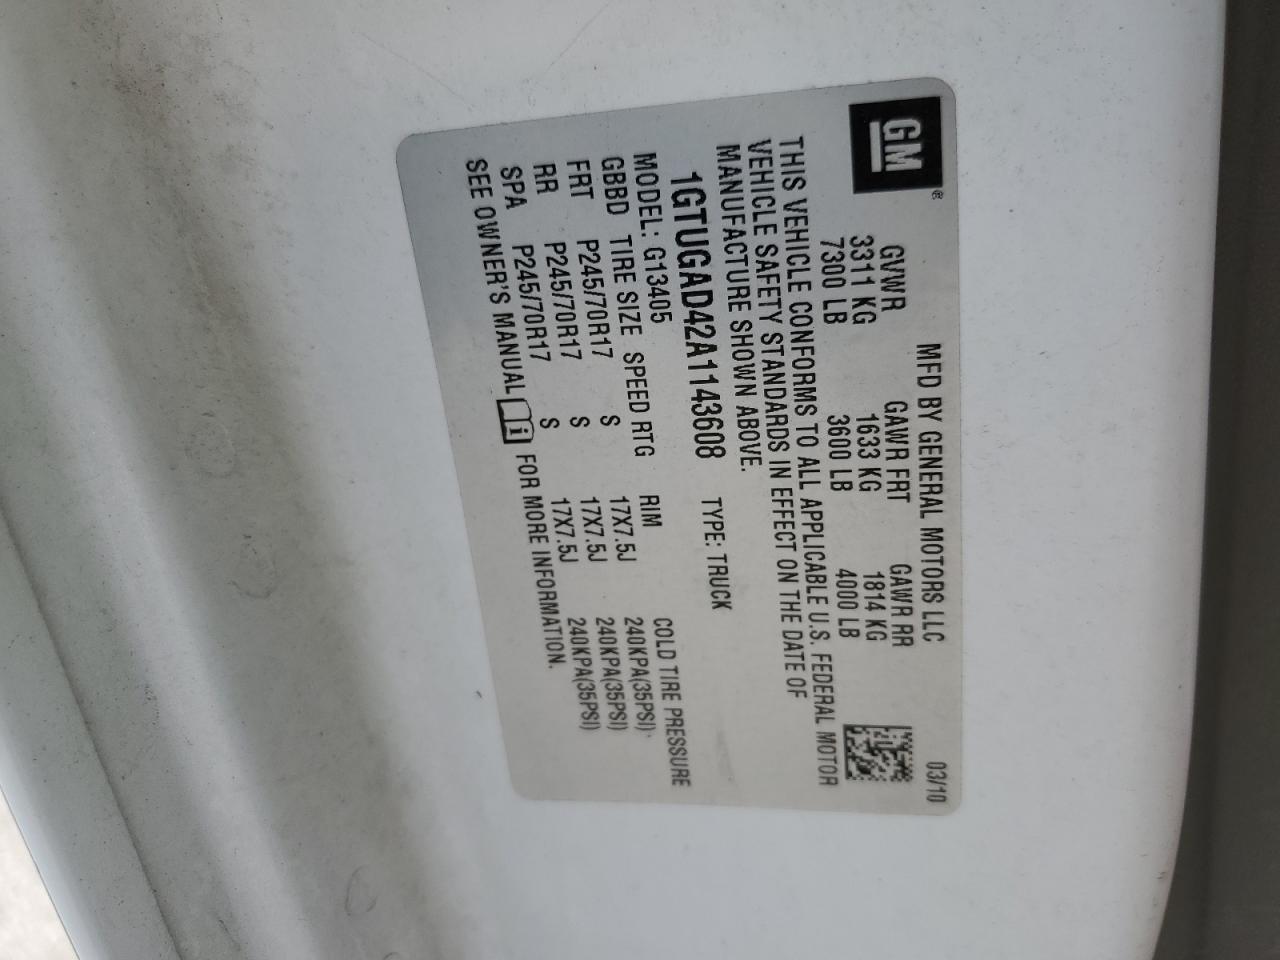 GM®
MFD BY GENERAL MOTORS LLC 03/10
GVWR GAWR FRT GAWR RR
3311 KG 1633 KG 1814 KG
7300 LB 3600 LB 4000 LB
THIS VEHICLE CONFORMS TO ALL APPLICABLE U.S. FEDERAL MOTOR
VEHICLE SAFETY STANDARDS IN EFFECT ON THE DATE OF
MANUFACTURE SHOWN ABOVE.
1GTUGAD42A1143608 TYPE: TRUCK
MODEL: G13405
GBBD TIRE SIZE SPEED RTG RIM COLD TIRE PRESSURE
FRT P245/70R17 S 17X7.5J 240KPA(35PSI)
RR P245/70R17 S 17X7.5J 240KPA(35PSI)
SPA P245/70R17 S 17X7.5J 240KPA(35PSI)
SEE OWNER'S MANUAL i FOR MORE INFORMATION.